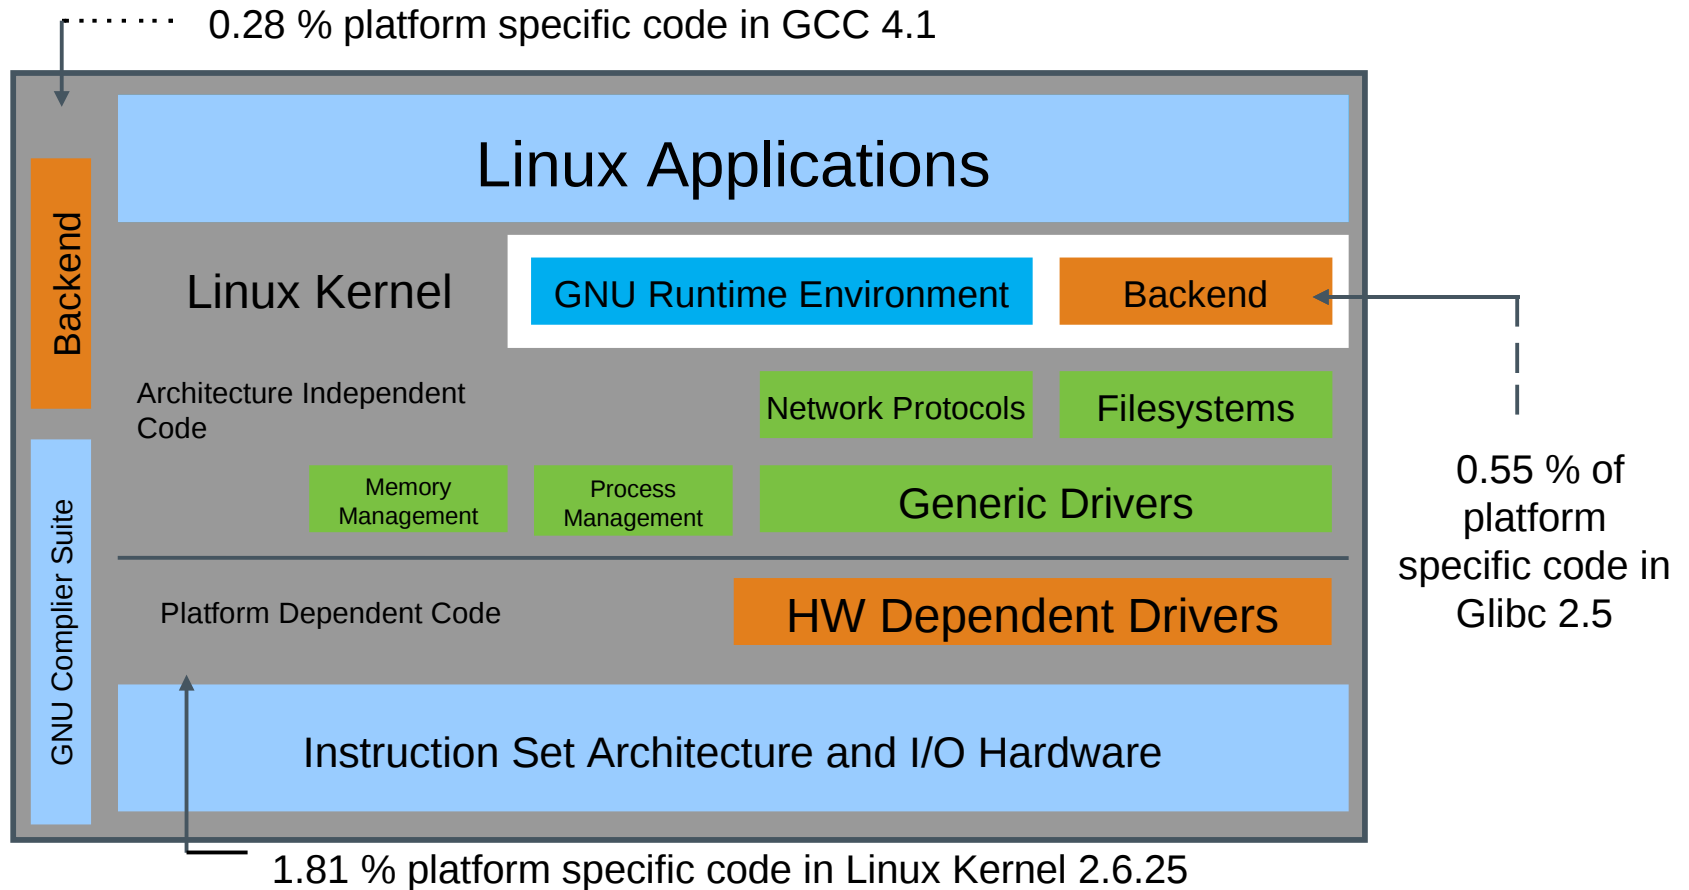 0.28 % platform specific code in GCC 4.1
Linux Applications
Backend
Linux Kernel
GNU Runtime Environment
Backend
Architecture Independent
Code
Network Protocols
Filesystems
Memory
Management
Process
Management
Generic Drivers
0.55 % of
platform
specific code in
Glibc 2.5
GNU Complier Suite
Platform Dependent Code
HW Dependent Drivers
Instruction Set Architecture and I/O Hardware
1.81 % platform specific code in Linux Kernel 2.6.25